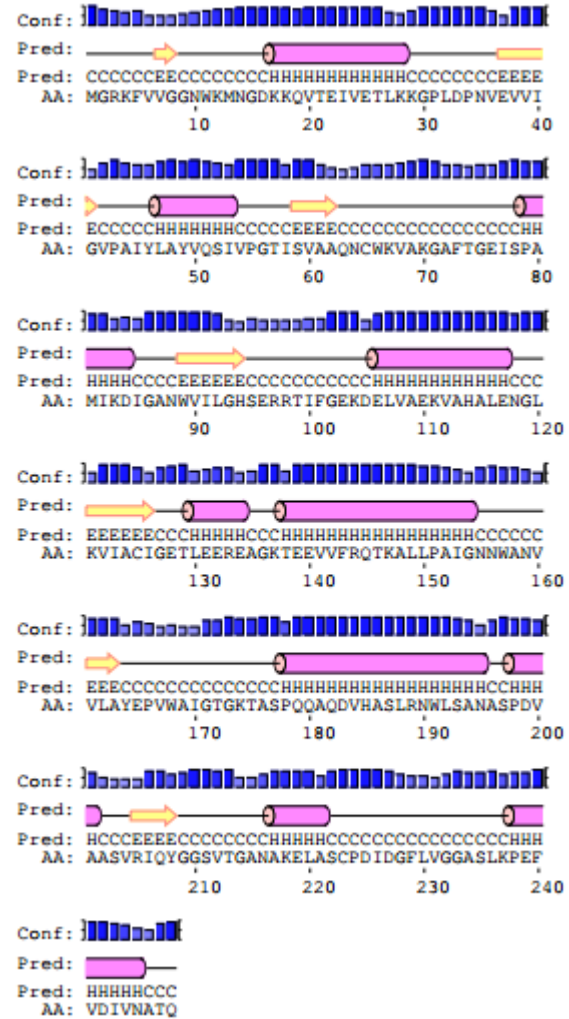 Conf:
Pred:
Pred: CCCCCCEECCCCCCCCHHHHHHHHHHHHCCCCCCCCEEEE
AA: MGRKFVVGGNWKMNGDKKQVTEIVETLKKGPLDPNVEVVI
10 20 30 40
Conf:
Pred:
Pred: ECCCCCHHHHHHHCCCCCEEEECCCCCCCCCCCCCCCCHH
AA: GVPAIYLAYVQSIVPGTISVAAQNCWKVAKGAFTGEISPA
50 60 70 80
Conf:
Pred:
Pred: HHHHCCCCEEEEEECCCCCCCCCCCHHHHHHHHHHHHCCC
AA: MIKDIGANWVILGHSERRTIFGEKDELVAEKVAHALENGL
90 100 110 120
Conf:
Pred:
Pred: EEEEEECCCHHHHHCCCHHHHHHHHHHHHHHHHHCCCCCC
AA: KVIACIGETLEEREAGKTEEVVFRQTKALLPAIGNNWANV
130 140 150 160
Conf:
Pred:
Pred: EEECCCCCCCCCCCCCCHHHHHHHHHHHHHHHHHHCCHHH
AA: VLAYEPVWAIGTGKTASPQQAQDVHASLRNWLSANASPDV
170 180 190 200
Conf:
Pred:
Pred: HCCCEEEECCCCCCCCHHHHHCCCCCCCCCCCCCCCCHHH
AA: AASVRIQYGGSVTGANAKELASCPDIDGFLVGGASLKPEF
210 220 230 240
Conf:
Pred:
Pred: HHHHHCCC
AA: VDIVNATQ